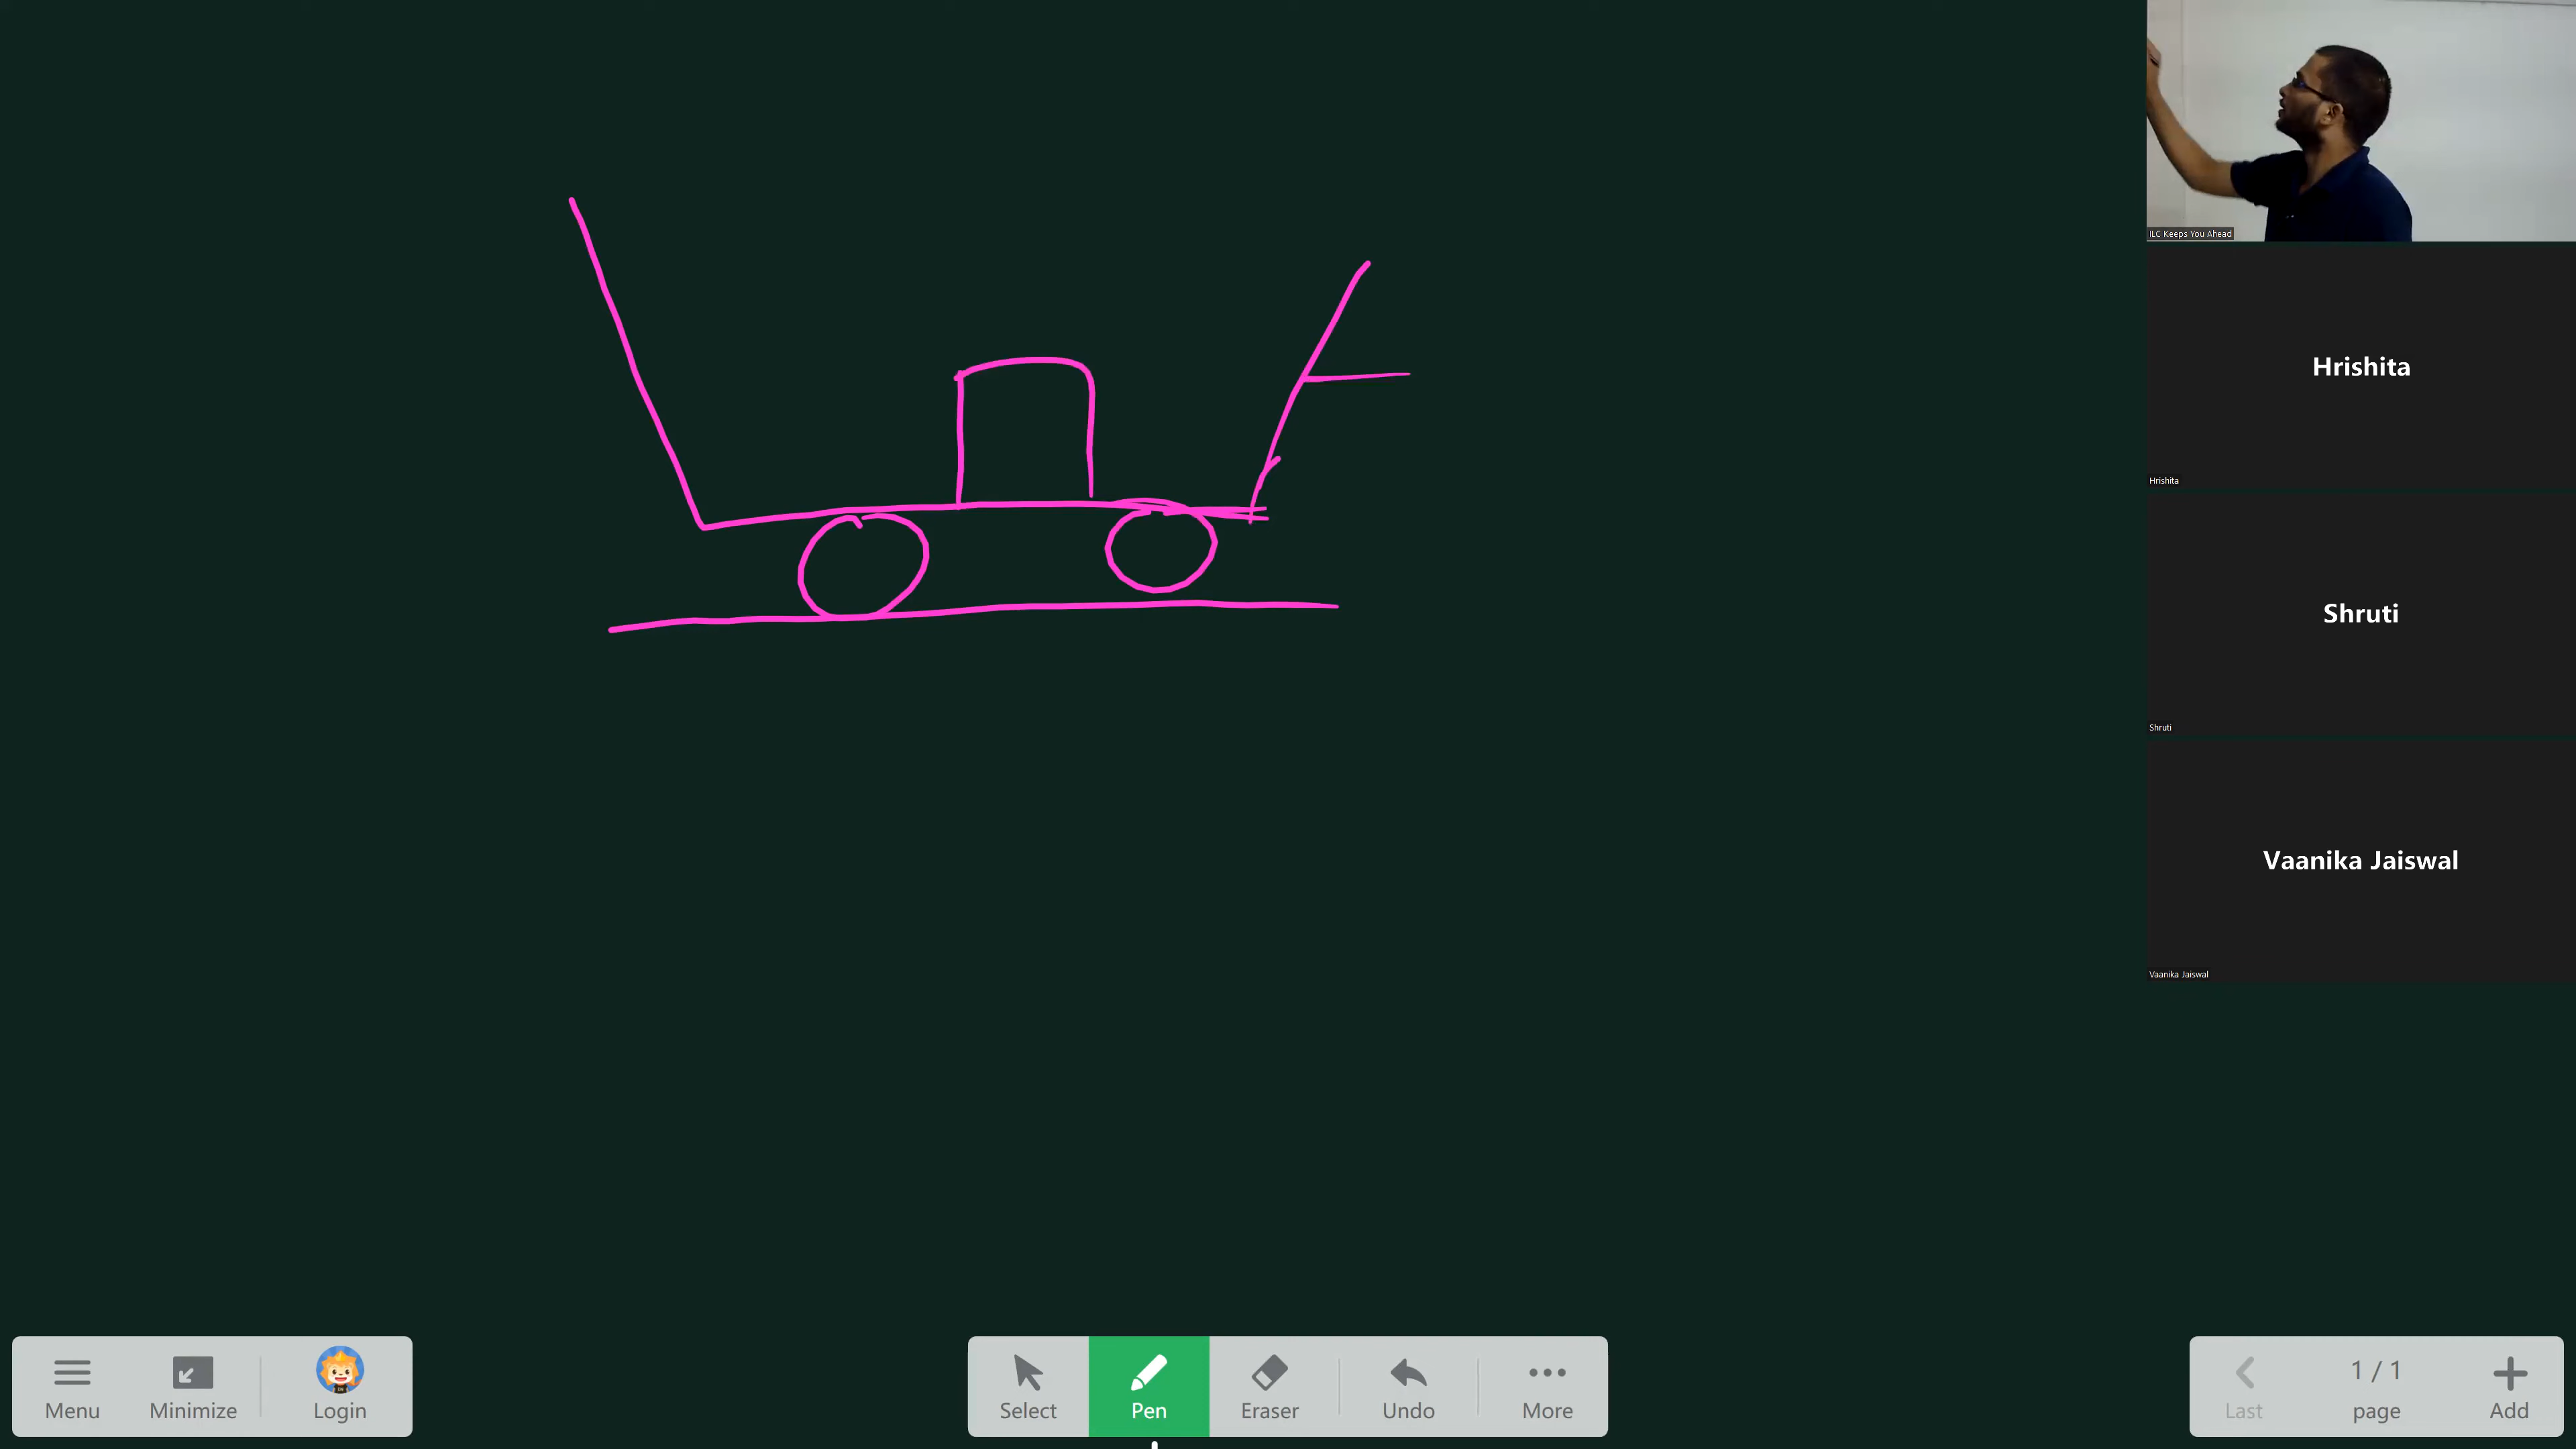 ILC Keeps You Ahead
Hrishita
Hrishita
Shruti
Shruti
Vaanika Jaiswal
Vaanika Jaiswal
Menu
Minimize
Login
Select
Pen
Eraser
Undo
More
Last
1 / 1
page
Add